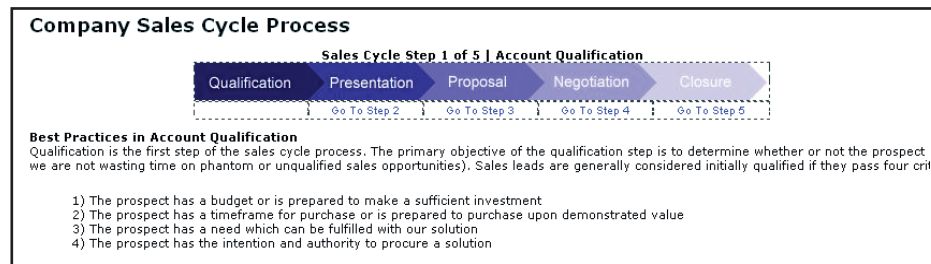 Company Sales Cycle Process
Sales Cycle Step 1 of 5 | Account Qualification
Qualification Presentation Proposal Negotiation Closure
Go To Step 2 Go To Step 3 Go To Step 4 Go To Step 5
Best Practices in Account Qualification
Qualification is the first step of the sales cycle process. The primary objective of the qualification step is to determine whether or not the prospect
we are not wasting time on phantom or unqualified sales opportunities). Sales leads are generally considered initially qualified if they pass four
1) The prospect has a budget or is prepared to make a sufficient investment
2) The prospect has a timeframe for purchase or is prepared to purchase upon demonstrated value
3) The prospect has a need which can be fulfilled with our solution
4) The prospect has the intention and authority to procure a solution